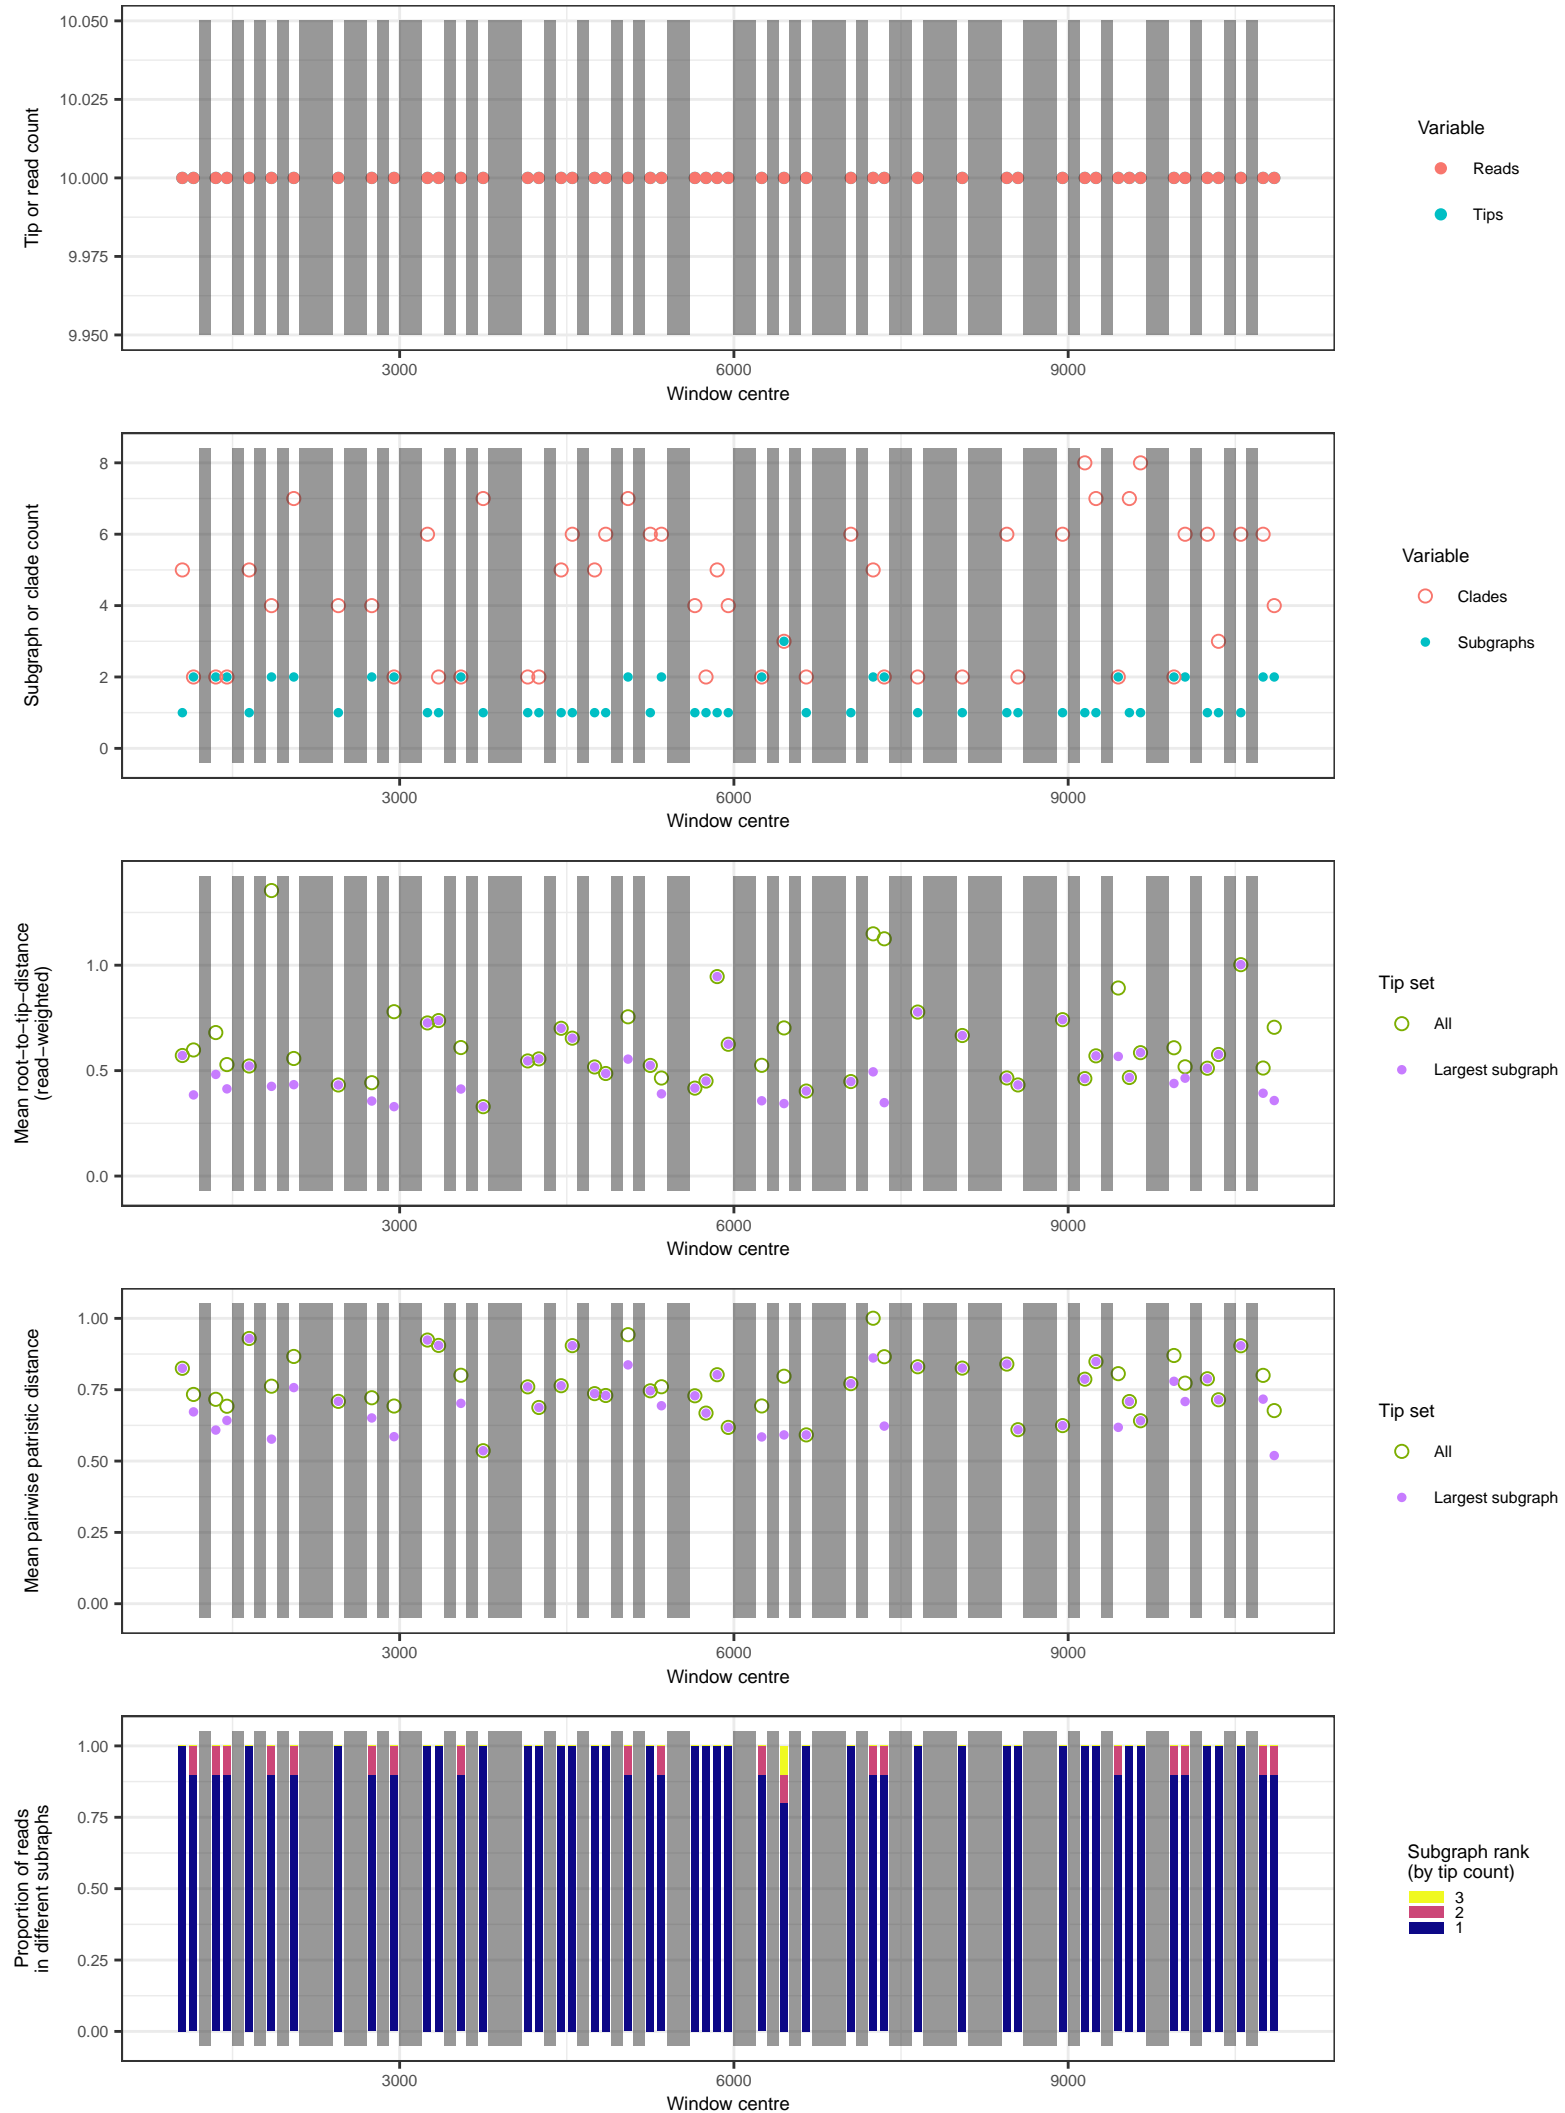 10.050
10.025
10.000
9.975
9.950
Tip or read count
3000
6000
9000
Window centre
Variable
Reads
Tips
8
6
4
2
0
Subgraph or clade count
3000
6000
9000
Window centre
Variable
Clades
Subgraphs
1.0
0.5
0.0
Mean root−to−tip−distance
(read−weighted)
3000
6000
9000
Window centre
Tip set
All
Largest subgraph
1.00
0.75
0.50
0.25
0.00
Mean pairwise patristic distance
3000
6000
9000
Window centre
Tip set
All
Largest subgraph
1.00
0.75
0.50
0.25
0.00
Proportion of reads
in different subraphs
3000
6000
9000
Window centre
Subgraph rank
(by tip count)
3
2
1